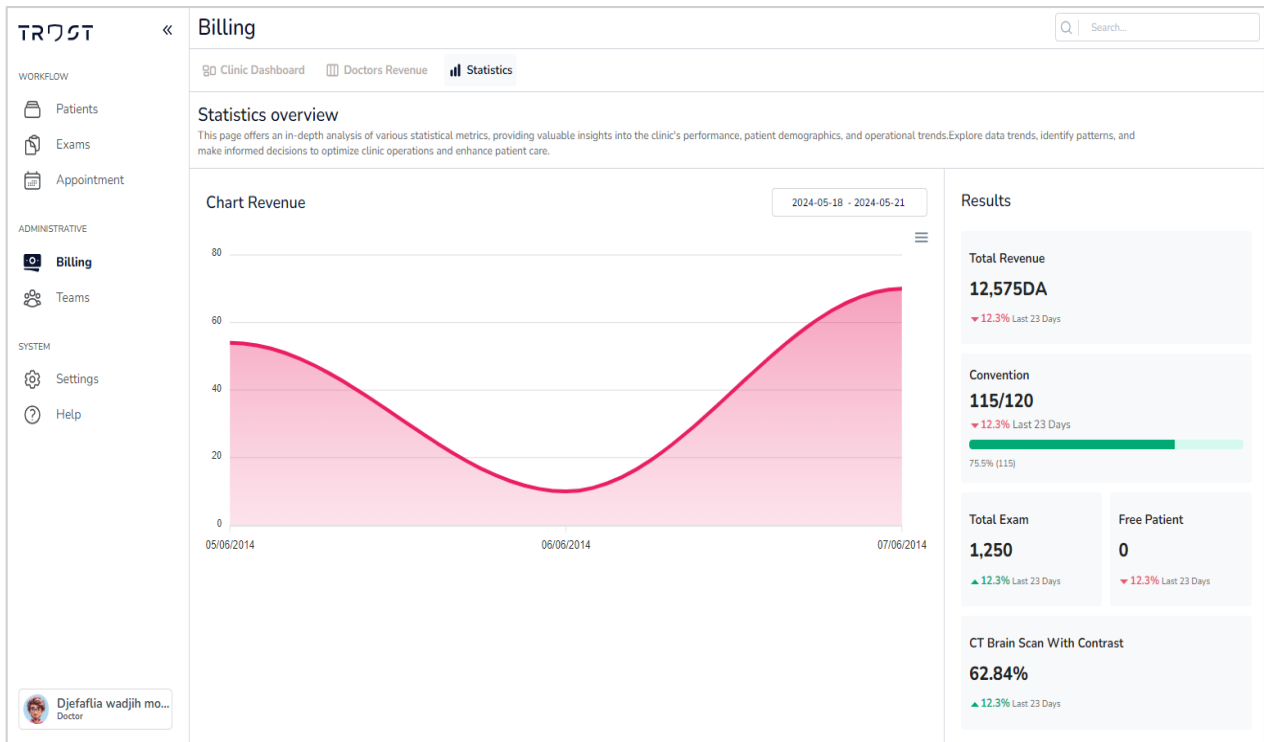 TRUST
«
Billing
Search...
WORKFLOW
Patients
Exams
Appointment
ADMINISTRATIVE
Billing
Teams
SYSTEM
Settings
Help
Djefaflia wadjih mo...
Doctor
Clinic Dashboard
Doctors Revenue
Statistics
Statistics overview
This page offers an in-depth analysis of various statistical metrics, providing valuable insights into the clinic's performance, patient demographics, and operational trends.Explore data trends, identify patterns, and
make informed decisions to optimize clinic operations and enhance patient care.
Chart Revenue
2024-05-18 - 2024-05-21
80
60
40
20
0
05/06/2014
06/06/2014
07/06/2014
Results
Total Revenue
12,575DA
12.3% Last 23 Days
Convention
115/120
12.3% Last 23 Days
75.5% (115)
Total Exam
1,250
12.3% Last 23 Days
Free Patient
0
12.3% Last 23 Days
CT Brain Scan With Contrast
62.84%
12.3% Last 23 Days